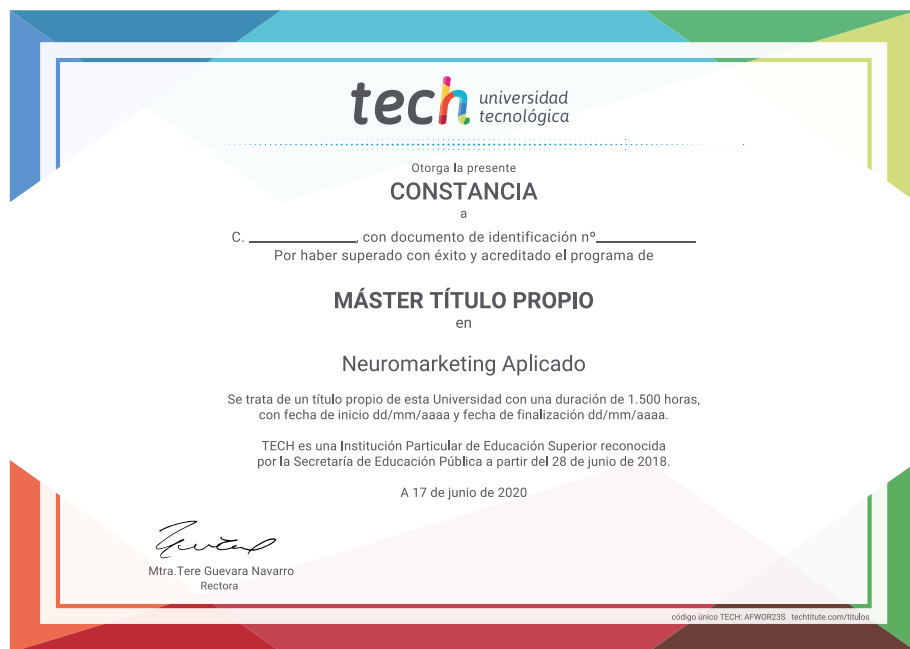 tech universidad
tecnológica
Otorga la presente
CONSTANCIA
a
C. ______________, con documento de identificación nº_____________
Por haber superado con éxito y acreditado el programa de
MÁSTER TÍTULO PROPIO
en
Neuromarketing Aplicado
Se trata de un título propio de esta Universidad con una duración de 1.500 horas,
con fecha de inicio dd/mm/aaaa y fecha de finalización dd/mm/aaaa.
TECH es una Institución Particular de Educación Superior reconocida
por la Secretaría de Educación Pública a partir del 28 de junio de 2018.
A 17 de junio de 2020
Mtra.Tere Guevara Navarro
Rectora
código único TECH: AFWOR23S techtitute.com/titulos